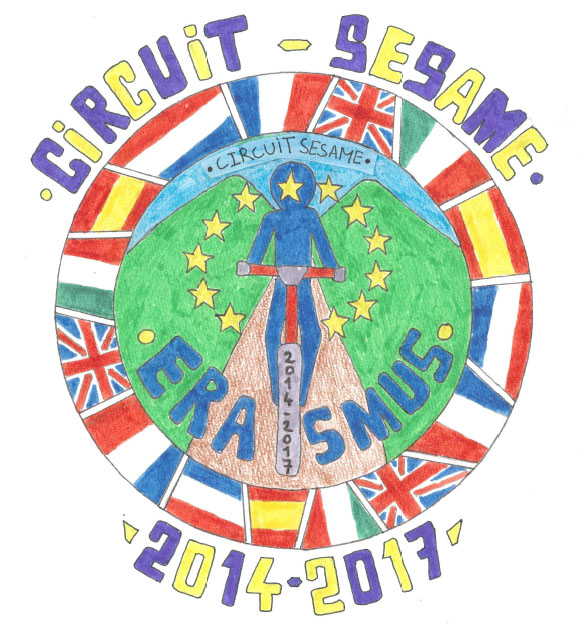 •CiRCUiT - SESAME•
•CIRCUiT SESAME•
•ERASMUS•
2014-2017
2014-2017